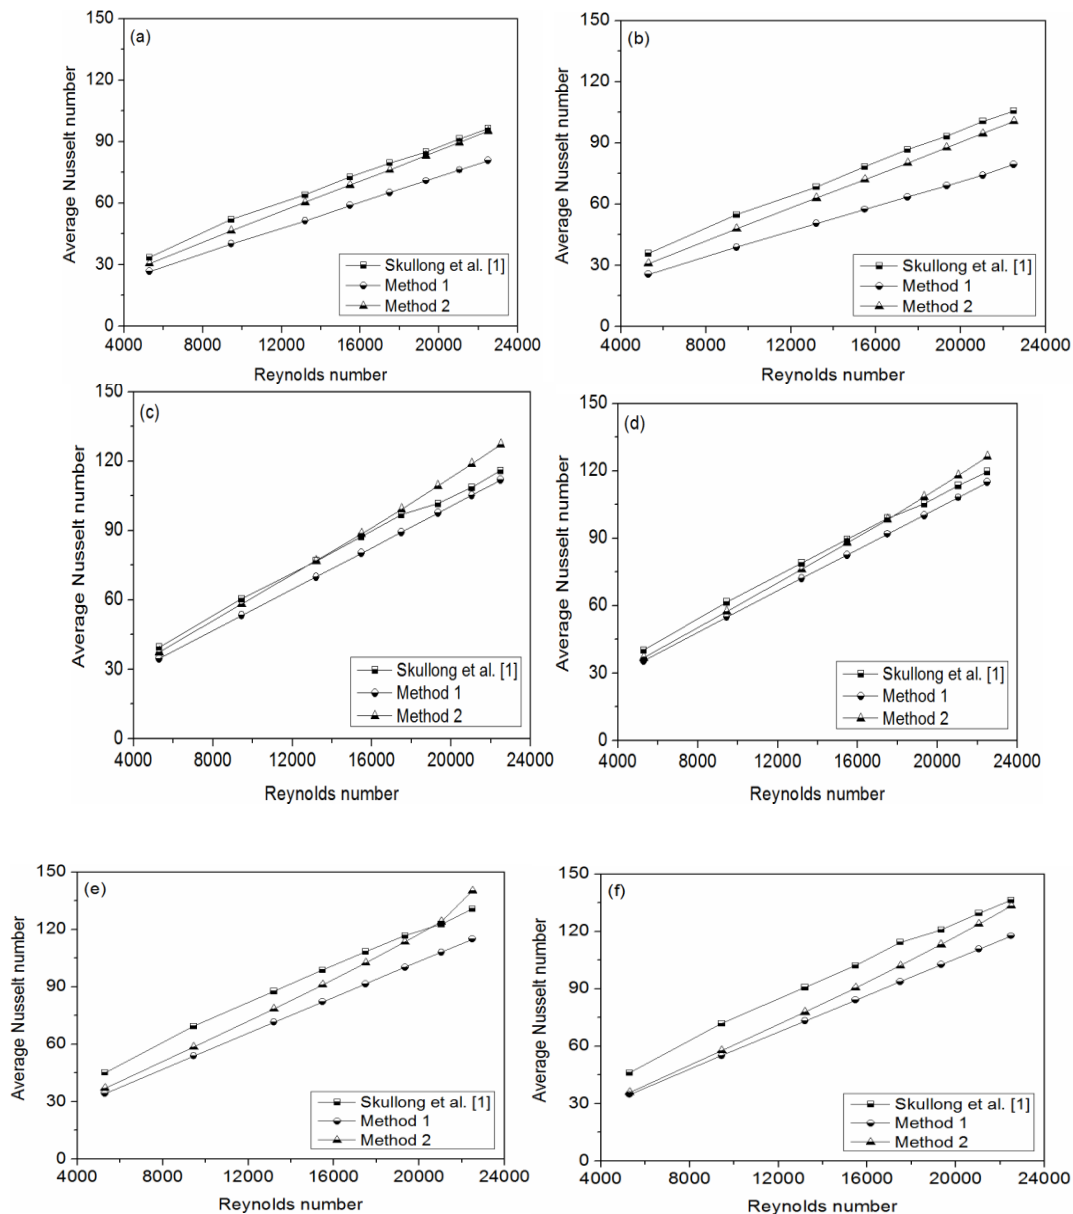 (a)
Average Nusselt number
150
120
90
60
30
0
4000 8000 12000 16000 20000 24000
Reynolds number
Skullong et al. [1]
Method 1
Method 2
(b)
Average Nusselt number
150
120
90
60
30
0
4000 8000 12000 16000 20000 24000
Reynolds number
Skullong et al. [1]
Method 1
Method 2
(c)
Average Nusselt number
150
120
90
60
30
0
4000 8000 12000 16000 20000 24000
Reynolds number
Skullong et al. [1]
Method 1
Method 2
(d)
Average Nusselt number
150
120
90
60
30
0
4000 8000 12000 16000 20000 24000
Reynolds number
Skullong et al. [1]
Method 1
Method 2
(e)
Average Nusselt number
150
120
90
60
30
0
4000 8000 12000 16000 20000 24000
Reynolds number
Skullong et al. [1]
Method 1
Method 2
(f)
Average Nusselt number
150
120
90
60
30
0
4000 8000 12000 16000 20000 24000
Reynolds number
Skullong et al. [1]
Method 1
Method 2